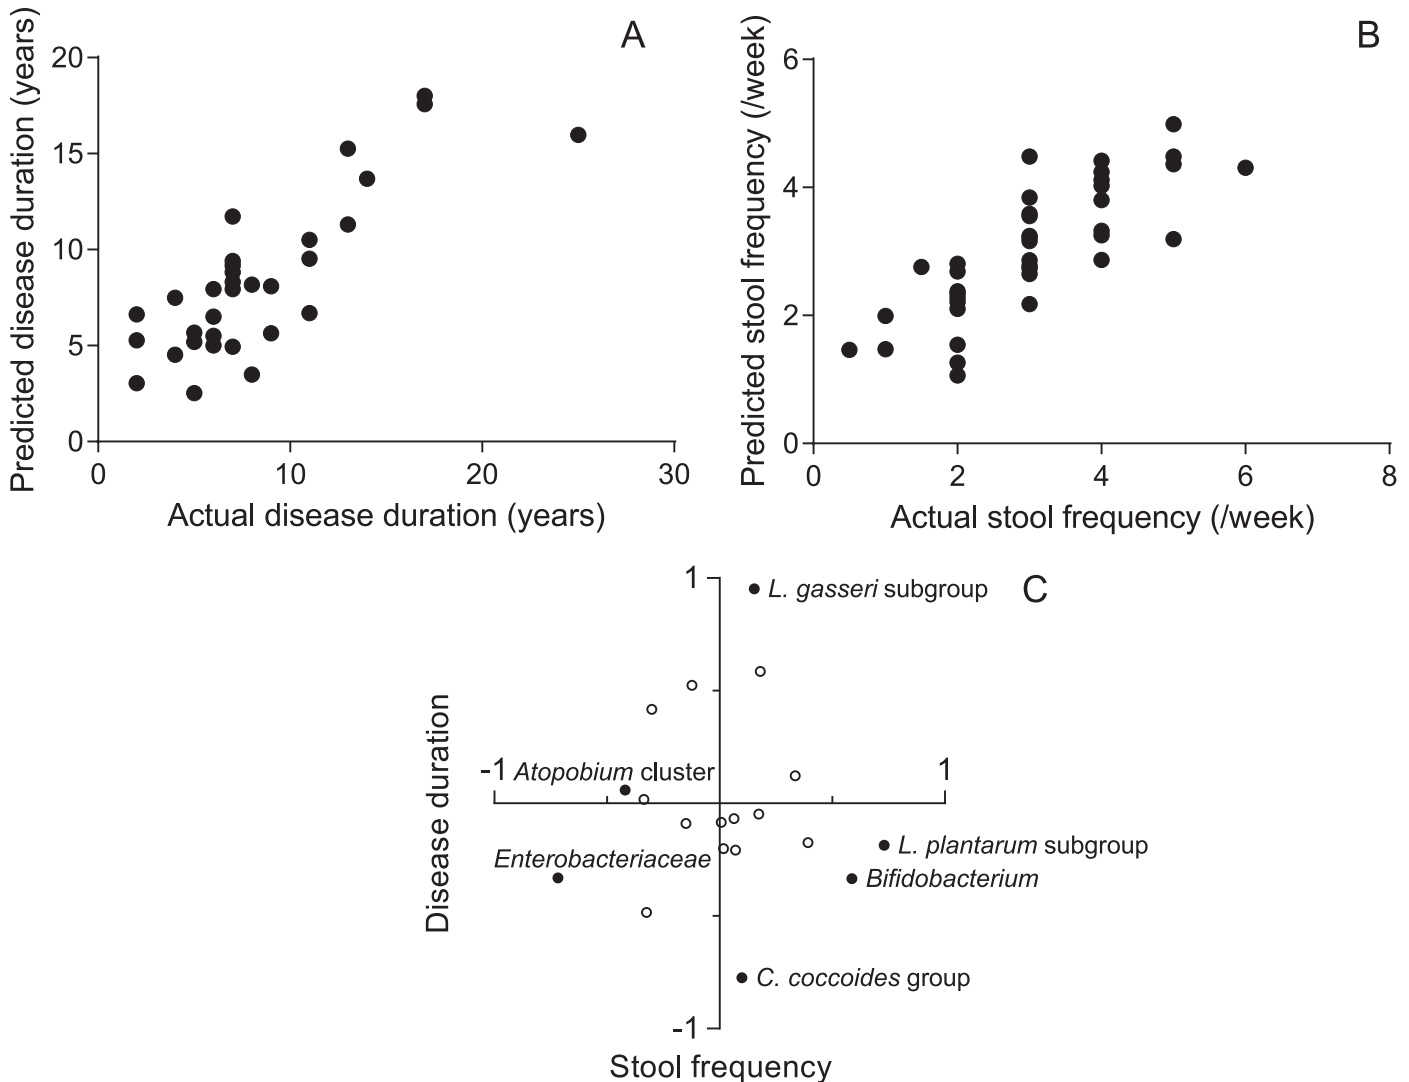 A
Predicted disease duration (years)
20
15
10
5
0
0 10 20 30
Actual disease duration (years)
B
Predicted stool frequency (/week)
6
4
2
0
0 2 4 6 8
Actual stool frequency (/week)
C
1
L. gasseri subgroup
Disease duration
-1
Atopobium cluster
1
Enterobacteriaceae
L. plantarum subgroup
Bifidobacterium
C. coccoides group
-1
Stool frequency